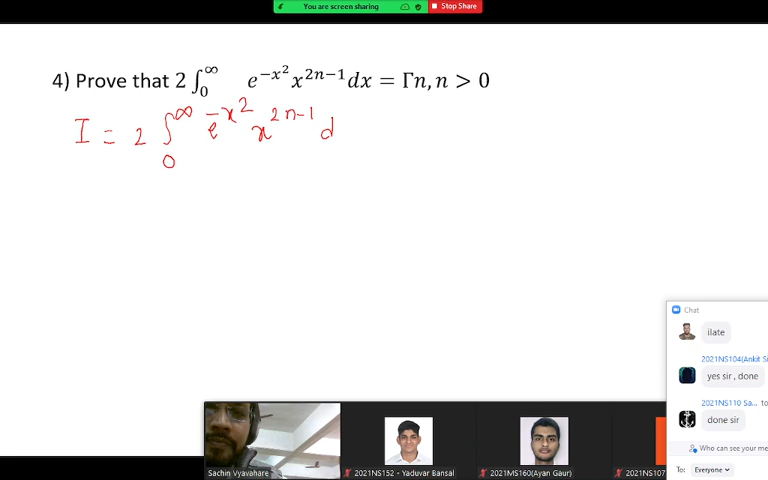 You are screen sharing
Stop Share
4) Prove that 2 ∫₀^∞ e^{−x²} x^{2n−1} dx = Γn, n > 0
I = 2 ∫₀^∞ e^{−x²} x^{2n−1} d
Chat
ilate
2021NS104(Ankit Si
yes sir , done
2021NS110 Sa... to
done sir
Who can see your me
To: Everyone
Sachin Vyavahare
2021NS152 - Yaduvar Bansal
2021MS160(Ayan Gaur)
2021NS107